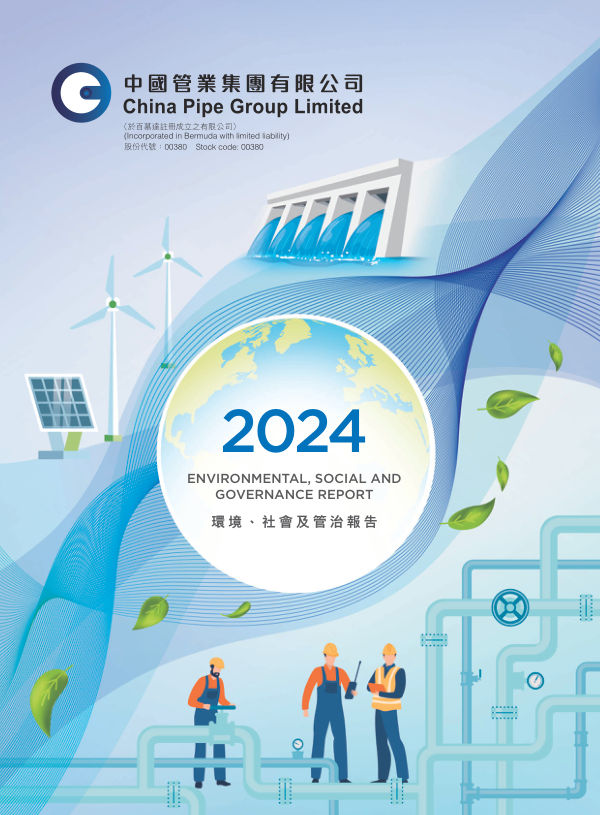 中國管業集團有限公司
China Pipe Group Limited
（於百慕達註冊成立之有限公司）
(Incorporated in Bermuda with limited liability)
股份代號：00380 Stock code: 00380
2024
ENVIRONMENTAL, SOCIAL AND
GOVERNANCE REPORT
環境、社會及管治報告